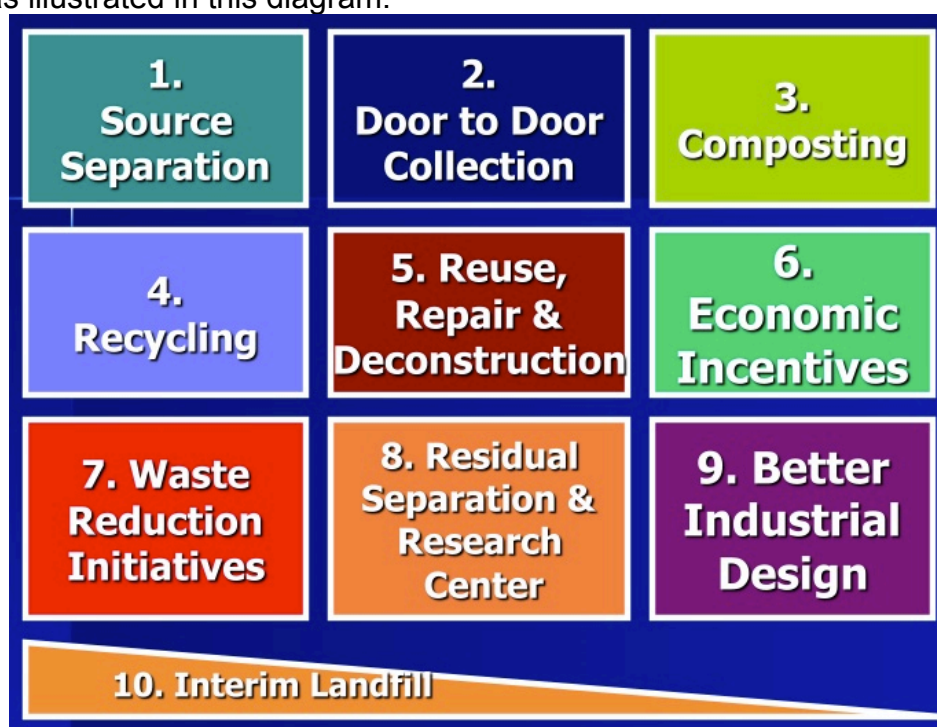 as illustrated in this diagram:
1.
Source
Separation
2.
Door to Door
Collection
3.
Composting
4.
Recycling
5. Reuse,
Repair &
Deconstruction
6.
Economic
Incentives
7. Waste
Reduction
Initiatives
8. Residual
Separation &
Research
Center
9. Better
Industrial
Design
10. Interim Landfill